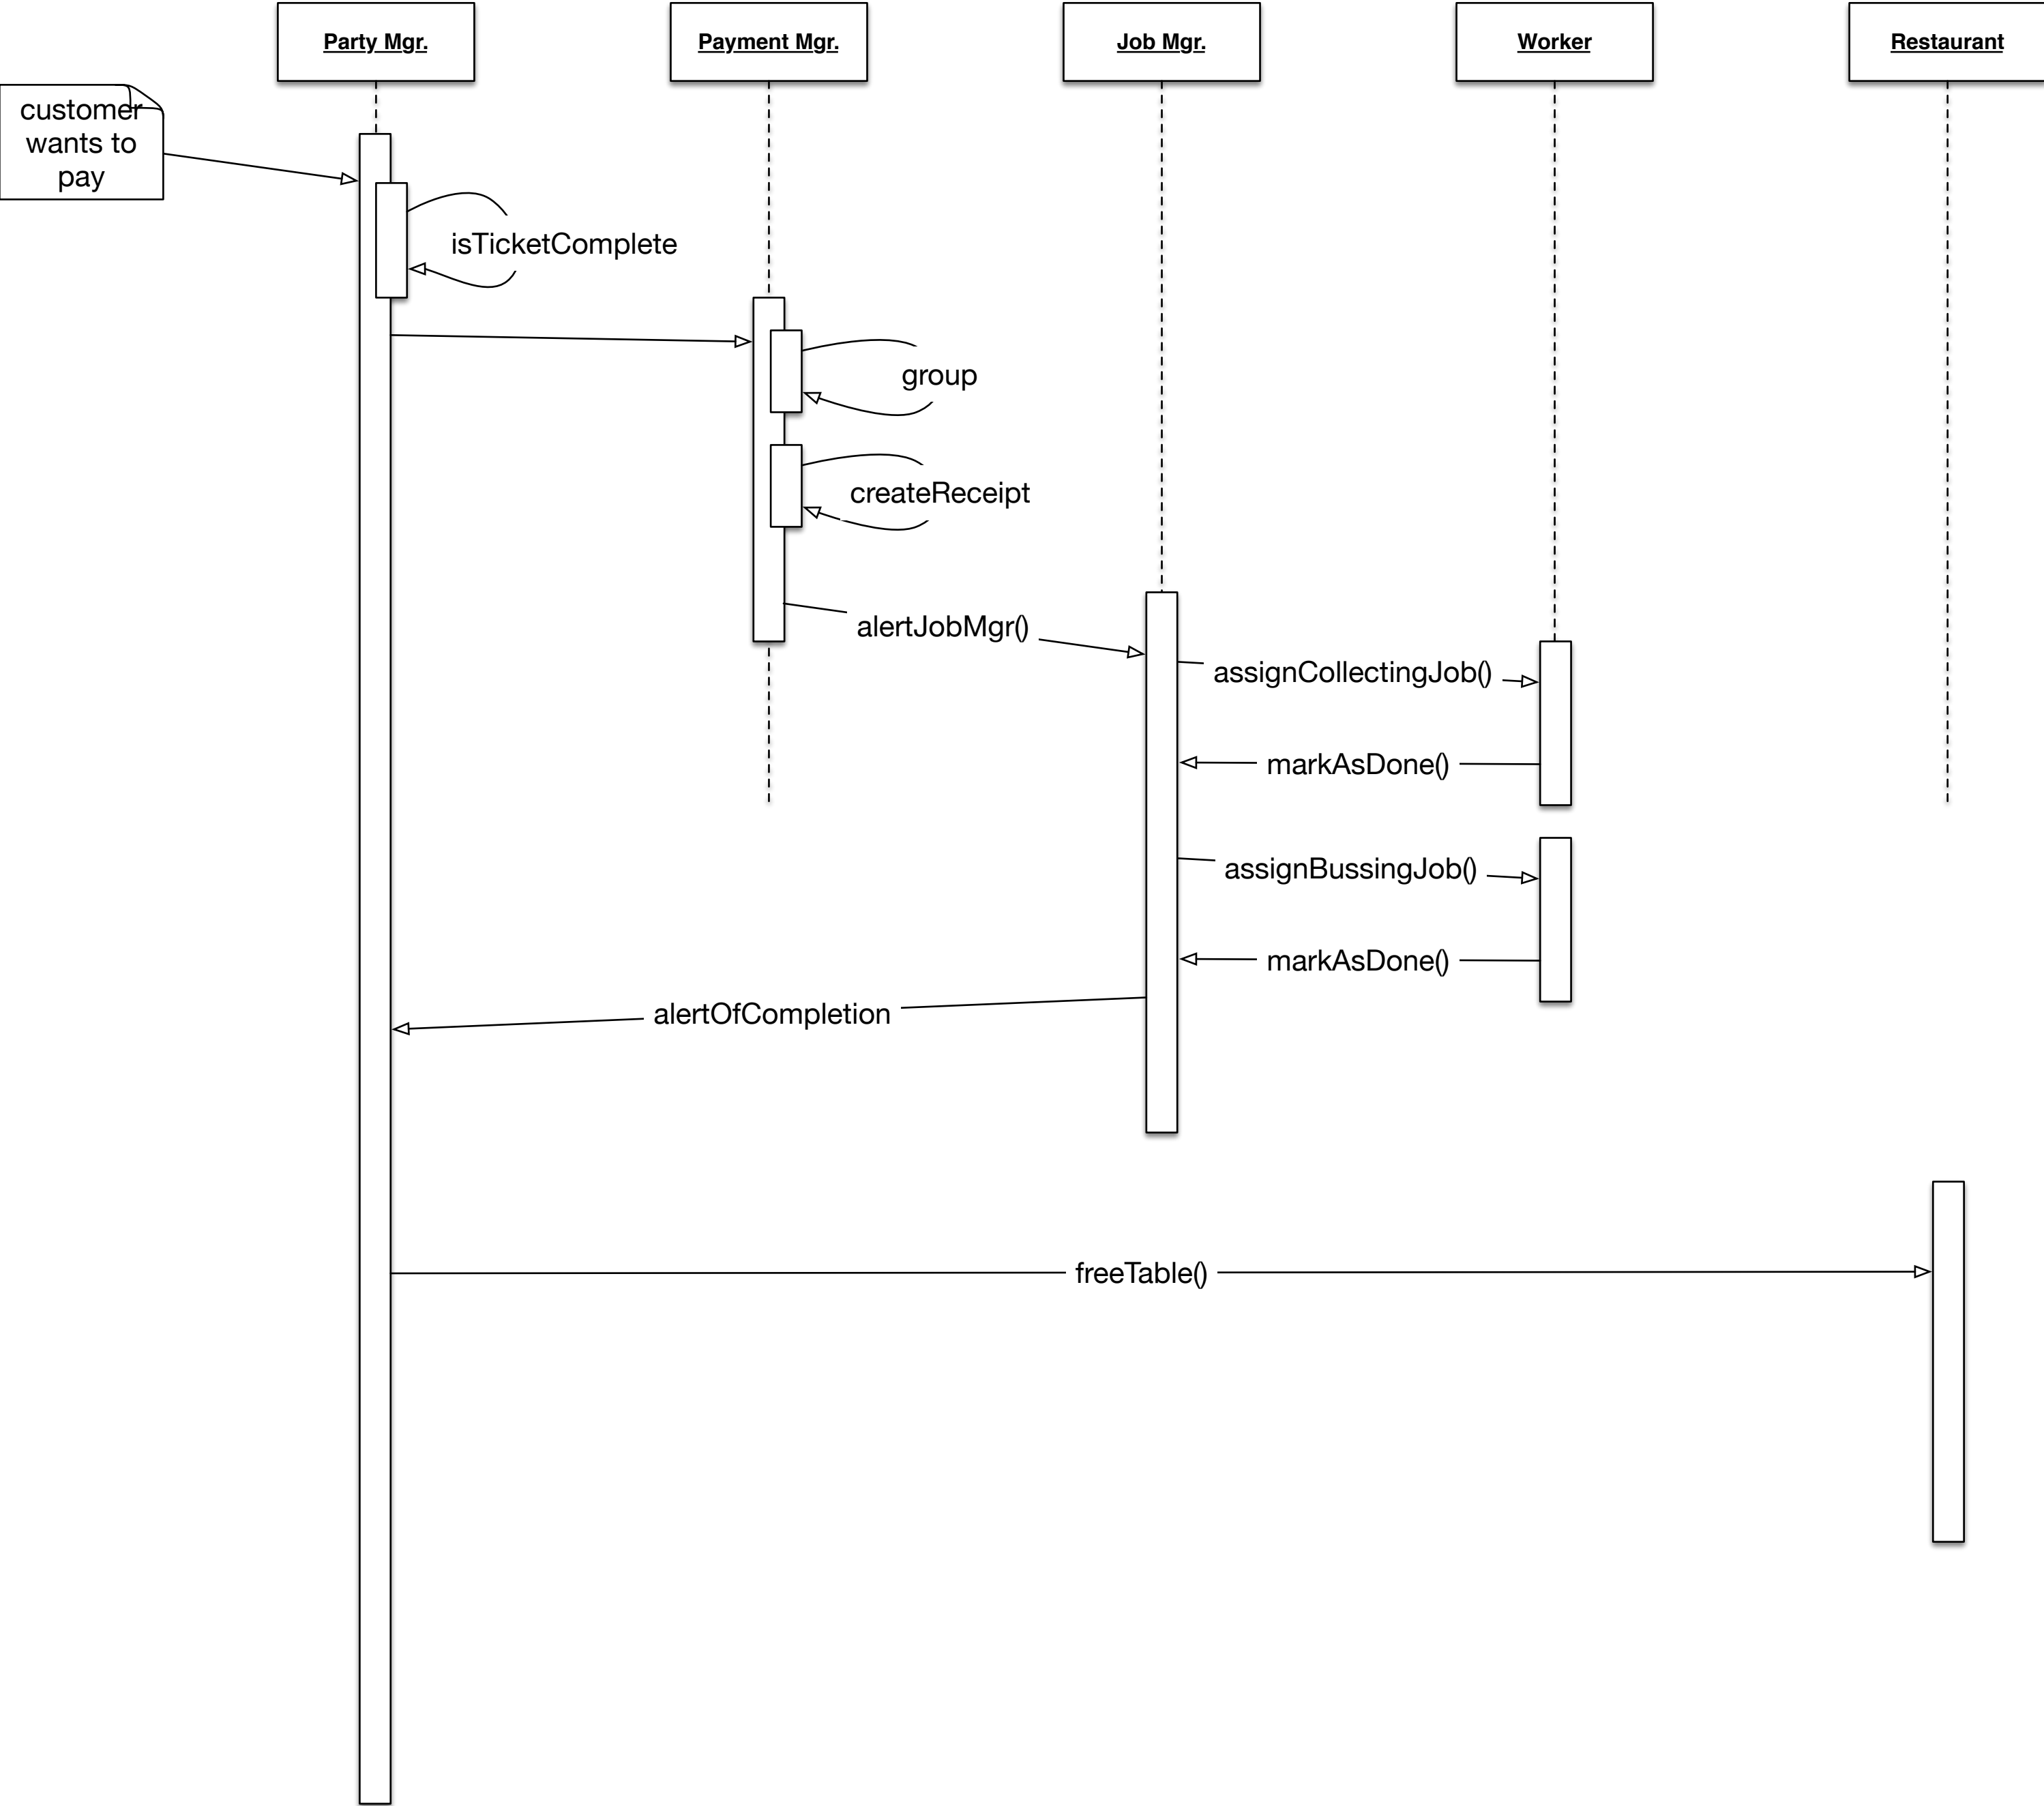 Party Mgr.
Payment Mgr.
Job Mgr.
Worker
Restaurant
customer
wants to
pay
isTicketComplete
group
createReceipt
alertJobMgr()
assignCollectingJob()
markAsDone()
assignBussingJob()
markAsDone()
alertOfCompletion
freeTable()